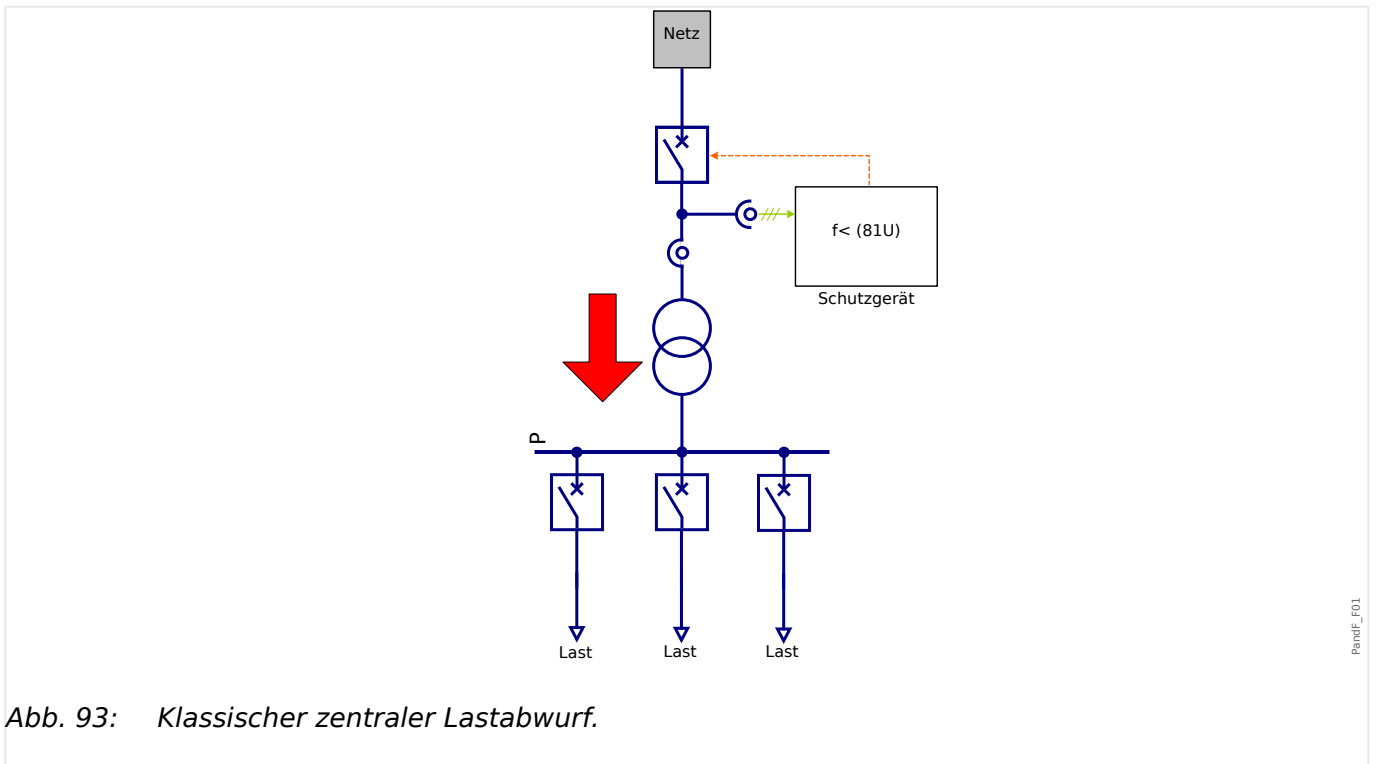 Netz
f< (81U)
Schutzgerät
P
Last
Last
Last
PandF_F01
Abb. 93: Klassischer zentraler Lastabwurf.